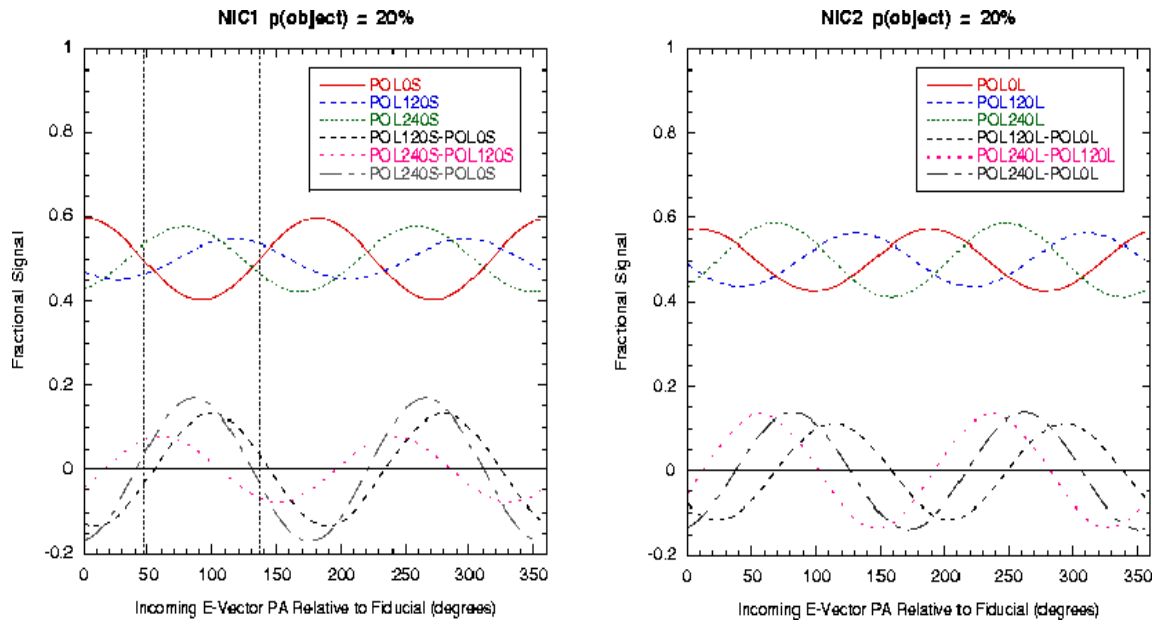 NIC1 p(object) = 20%
Fractional Signal
1
0.8
0.6
0.4
0.2
0
-0.2
POL0S
POL120S
POL240S
POL120S-POL0S
POL240S-POL120S
POL240S-POL0S
0 50 100 150 200 250 300 350
Incoming E-Vector PA Relative to Fiducial (degrees)
NIC2 p(object) = 20%
Fractional Signal
1
0.8
0.6
0.4
0.2
0
-0.2
POL0L
POL120L
POL240L
POL120L-POL0L
POL240L-POL120L
POL240L-POL0L
0 50 100 150 200 250 300 350
Incoming E-Vector PA Relative to Fiducial (degrees)